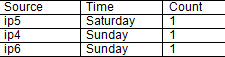 Source Time Count
ip5 Saturday 1
ip4 Sunday 1
ip6 Sunday 1